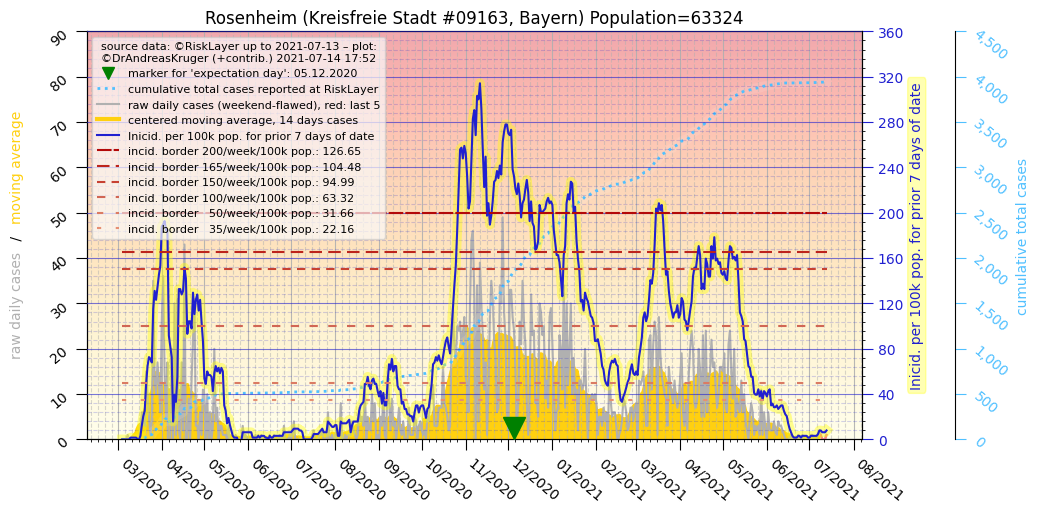 Rosenheim (Kreisfreie Stadt #09163, Bayern) Population=63324
source data: ©RiskLayer up to 2021-07-13 – plot:
©DrAndreasKruger (+contrib.) 2021-07-14 17:52
marker for 'expectation day': 05.12.2020
cumulative total cases reported at RiskLayer
raw daily cases (weekend-flawed), red: last 5
centered moving average, 14 days cases
Inicid. per 100k pop. for prior 7 days of date
incid. border 200/week/100k pop.: 126.65
incid. border 165/week/100k pop.: 104.48
incid. border 150/week/100k pop.: 94.99
incid. border 100/week/100k pop.: 63.32
incid. border   50/week/100k pop.: 31.66
incid. border   35/week/100k pop.: 22.16
raw daily cases  /  moving average
90
80
70
60
50
40
30
20
10
0
03/2020
04/2020
05/2020
06/2020
07/2020
08/2020
09/2020
10/2020
11/2020
12/2020
01/2021
02/2021
03/2021
04/2021
05/2021
06/2021
07/2021
08/2021
360
320
280
240
200
160
120
80
40
0
Inicid. per 100k pop. for prior 7 days of date
4,500
4,000
3,500
3,000
2,500
2,000
1,500
1,000
500
0
cumulative total cases